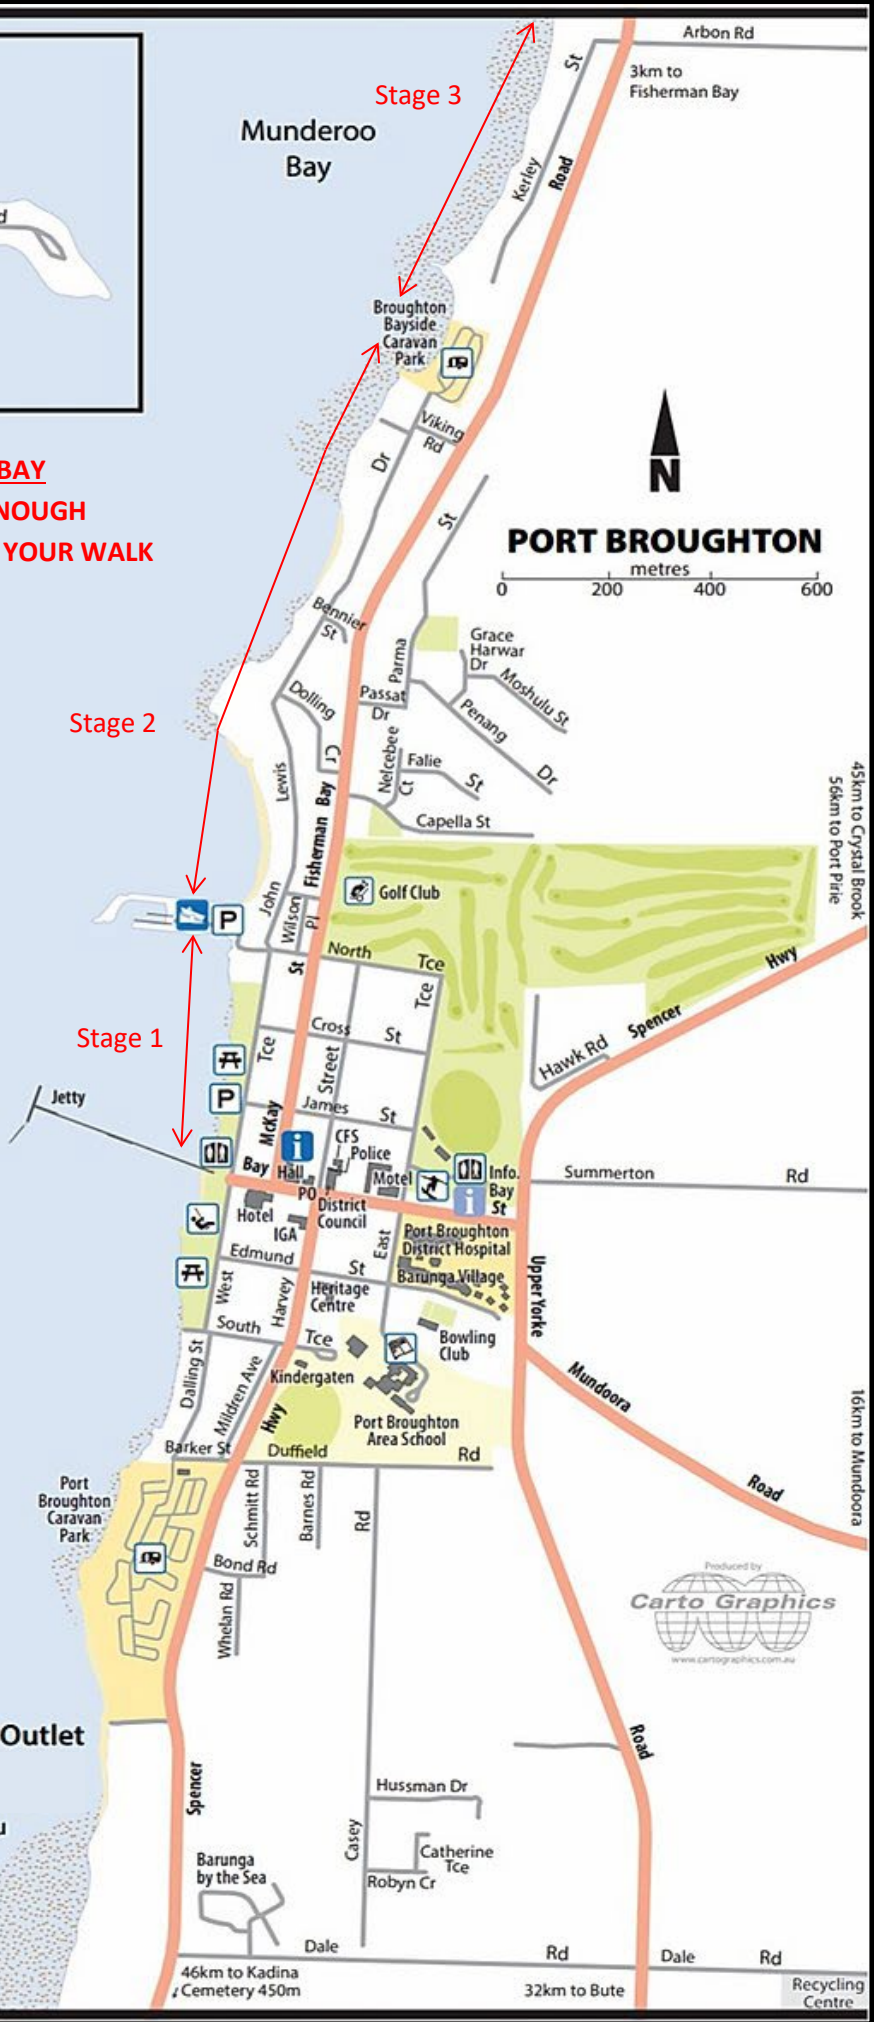 Arbon Rd
3km to
Fisherman Bay
St
Kerley
Road
Stage 3
Munderoo
Bay
d
Broughton
Bayside
Caravan
Park
Viking
Rd
Dr
N
BAY
NOUGH
YOUR WALK
PORT BROUGHTON
metres
0 200 400 600
St
Bennier
St
Grace
Harwar
Dr
Moshulu St
Parma
Passat
Dr
Penang
Dr
Dolling
Cr
Stage 2
Nelcebee
Ct
Falie
St
Lewis
Fisherman Bay
Capella St
45km to Crystal Brook
56km to Port Pirie
Golf Club
John
Wilson
Pl
P
North
Tce
St
Tce
Hwy
Spencer
Hawk Rd
Stage 1
Cross
St
Tce
Street
P
Jetty
James
St
McKay
i
CFS
Police
Bay
Hall
Motel
Info.
Bay
St
i
Summerton
Rd
PO
District
Council
Hotel
IGA
East
Port Broughton
District Hospital
Barunga Village
Edmund
St
Upper Yorke
West
Harvey
Heritage
Centre
South
Tce
Bowling
Club
Dalling St
Mildren Ave
Kindergaten
Mundoora
Road
16km to Mundoora
Hwy
Port Broughton
Area School
Barker St
Duffield
Rd
Port
Broughton
Caravan
Park
Schmitt Rd
Barnes Rd
Rd
Bond Rd
Whelan Rd
Produced by
Carto Graphics
www.cartographics.com.au
Outlet
Road
Spencer
u
Hussman Dr
Casey
Catherine
Tce
Robyn Cr
Barunga
by the Sea
Dale
Rd
Dale
Rd
46km to Kadina
Cemetery 450m
32km to Bute
Recycling
Centre